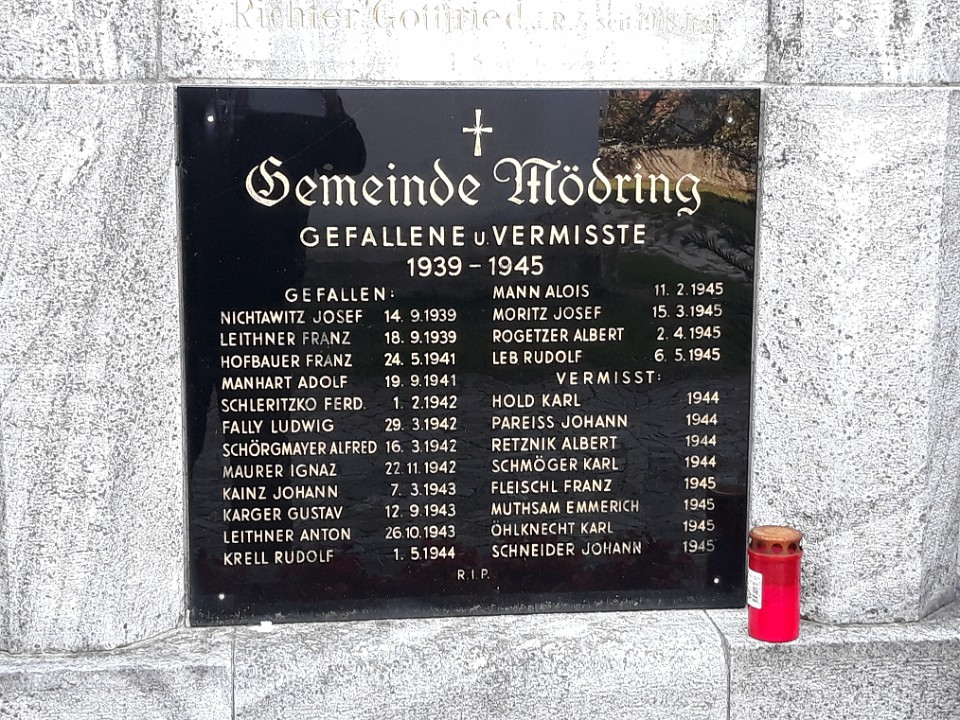 Richter Gottfried
Gemeinde Mödring
GEFALLENE u. VERMISSTE
1939 – 1945
GEFALLEN:
NICHTAWITZ JOSEF 14. 9.1939
LEITHNER FRANZ 18. 9.1939
HOFBAUER FRANZ 24. 5.1941
MANHART ADOLF 19. 9.1941
SCHLERITZKO FERD. 1. 2.1942
FALLY LUDWIG 29. 3.1942
SCHÖRGMAYER ALFRED 16. 3.1942
MAURER IGNAZ 22.11.1942
KAINZ JOHANN 7. 3.1943
KARGER GUSTAV 12. 9.1943
LEITHNER ANTON 26.10.1943
KRELL RUDOLF 1. 5.1944
MANN ALOIS 11. 2.1945
MORITZ JOSEF 15. 3.1945
ROGETZER ALBERT 2. 4.1945
LEB RUDOLF 6. 5.1945
VERMISST:
HOLD KARL 1944
PAREISS JOHANN 1944
RETZNIK ALBERT 1944
SCHMÖGER KARL 1944
FLEISCHL FRANZ 1945
MUTHSAM EMMERICH 1945
ÖHLKNECHT KARL 1945
SCHNEIDER JOHANN 1945
R.I.P.